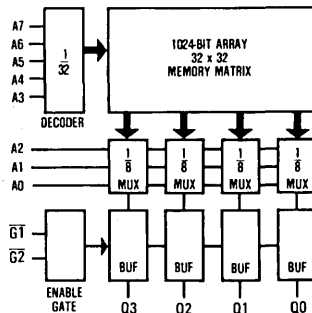 A7
A6
A5
A4
A3
1
32
DECODER
1024-BIT ARRAY
32 x 32
MEMORY MATRIX
A2
A1
A0
1
8
MUX
1
8
MUX
1
8
MUX
1
8
MUX
G1
G2
ENABLE
GATE
BUF
BUF
BUF
BUF
Q3
Q2
Q1
Q0